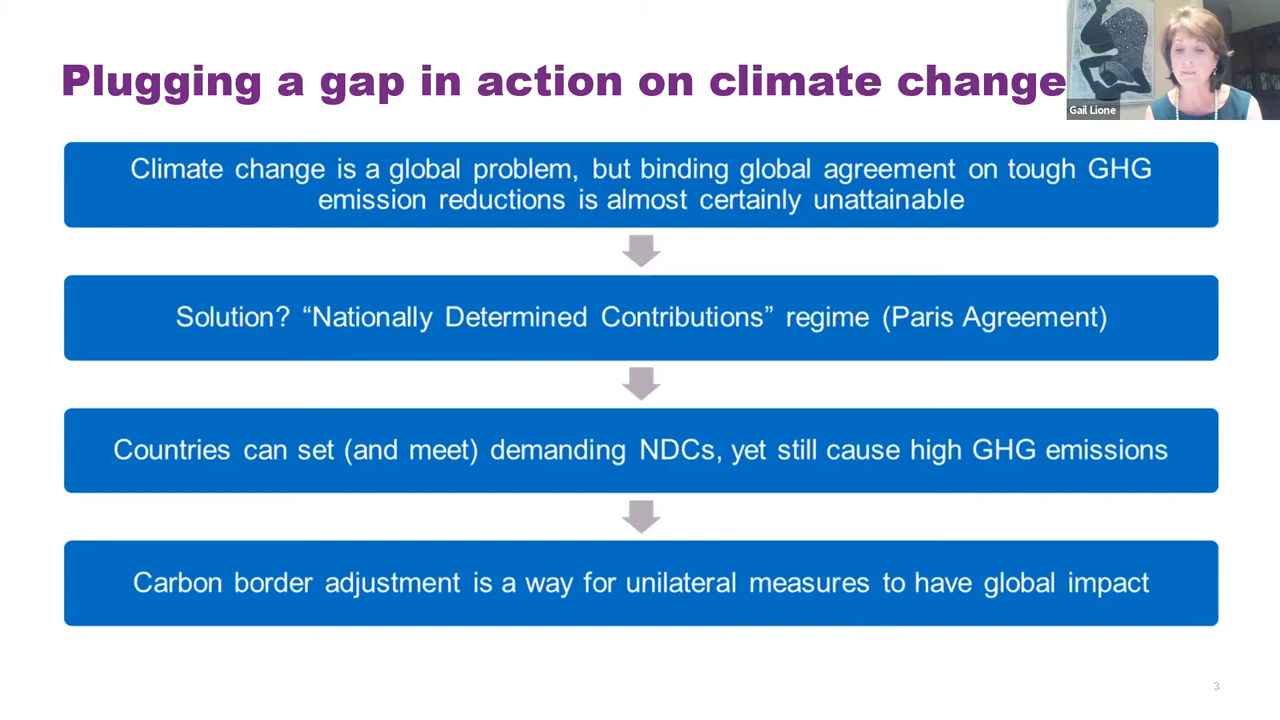 Plugging a gap in action on climate change
Gail Lione
Climate change is a global problem, but binding global agreement on tough GHG
emission reductions is almost certainly unattainable
Solution? “Nationally Determined Contributions” regime (Paris Agreement)
Countries can set (and meet) demanding NDCs, yet still cause high GHG emissions
Carbon border adjustment is a way for unilateral measures to have global impact
3